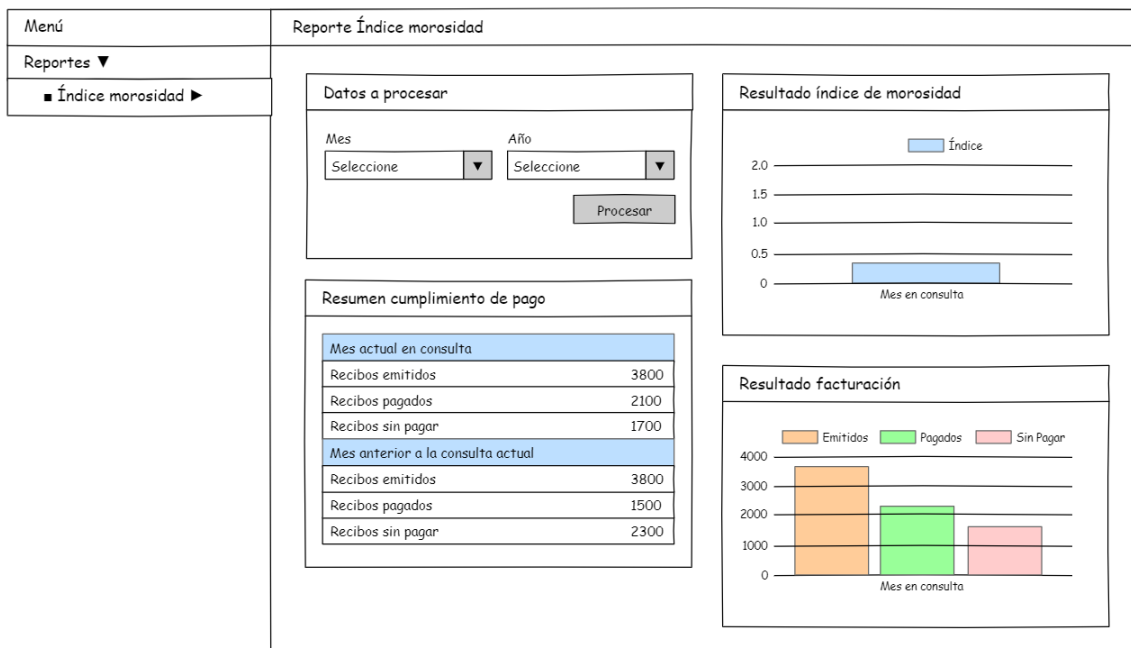 Menú
Reporte Índice morosidad
Reportes ▼
■ Índice morosidad ►
Datos a procesar
Mes
Año
Seleccione ▼
Seleccione ▼
Procesar
Resumen cumplimiento de pago
Mes actual en consulta
Recibos emitidos 3800
Recibos pagados 2100
Recibos sin pagar 1700
Mes anterior a la consulta actual
Recibos emitidos 3800
Recibos pagados 1500
Recibos sin pagar 2300
Resultado índice de morosidad
Índice
2.0
1.5
1.0
0.5
0
Mes en consulta
Resultado facturación
Emitidos Pagados Sin Pagar
4000
3000
2000
1000
0
Mes en consulta